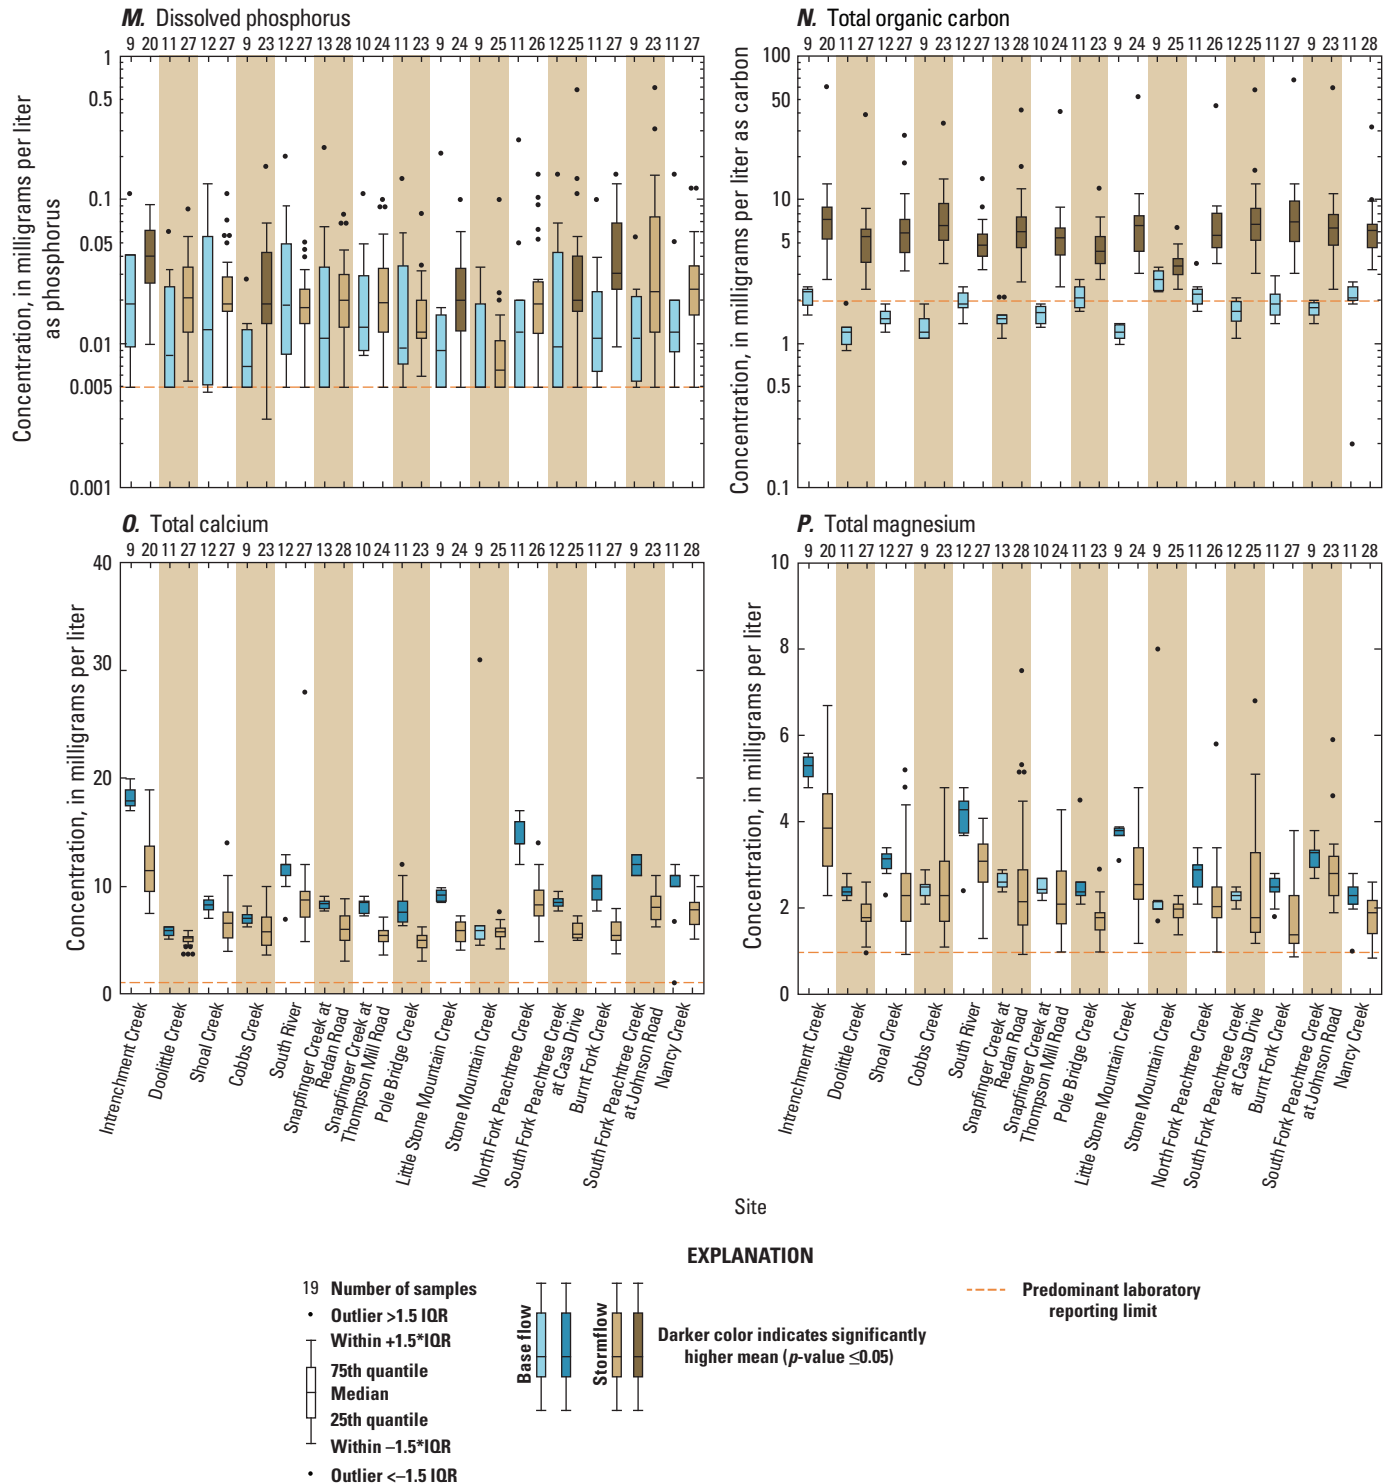 M. Dissolved phosphorus
9 20 11 27 12 27 9 23 12 27 13 28 10 24 11 23 9 24 9 25 11 26 12 25 11 27 9 23 11 27
1
0.5
0.1
0.05
0.01
0.005
0.001
Concentration, in milligrams per liter
as phosphorus
N. Total organic carbon
9 20 11 27 12 27 9 23 12 27 13 28 10 24 11 23 9 24 9 25 11 26 12 25 11 27 9 23 11 28
100
50
10
5
1
0.5
0.1
Concentration, in milligrams per liter as carbon
O. Total calcium
9 20 11 27 12 27 9 23 12 27 13 28 10 24 11 23 9 24 9 25 11 26 12 25 11 27 9 23 11 28
40
30
20
10
0
Concentration, in milligrams per liter
Intrenchment Creek
Doolittle Creek
Shoal Creek
Cobbs Creek
South River
Snapfinger Creek at
Redan Road
Snapfinger Creek at
Thompson Mill Road
Pole Bridge Creek
Little Stone Mountain Creek
Stone Mountain Creek
North Fork Peachtree Creek
South Fork Peachtree Creek
at Casa Drive
Burnt Fork Creek
South Fork Peachtree Creek
at Johnson Road
Nancy Creek
P. Total magnesium
9 20 11 27 12 27 9 23 12 27 13 28 10 24 11 23 9 24 9 25 11 26 12 25 11 27 9 23 11 28
10
8
6
4
2
0
Concentration, in milligrams per liter
Intrenchment Creek
Doolittle Creek
Shoal Creek
Cobbs Creek
South River
Snapfinger Creek at
Redan Road
Snapfinger Creek at
Thompson Mill Road
Pole Bridge Creek
Little Stone Mountain Creek
Stone Mountain Creek
North Fork Peachtree Creek
South Fork Peachtree Creek
at Casa Drive
Burnt Fork Creek
South Fork Peachtree Creek
at Johnson Road
Nancy Creek
Site
EXPLANATION
19 Number of samples
Outlier >1.5 IQR
Within +1.5*IQR
75th quantile
Median
25th quantile
Within –1.5*IQR
Outlier <–1.5 IQR
Base flow
Stormflow
Darker color indicates significantly
higher mean (p-value ≤0.05)
Predominant laboratory
reporting limit